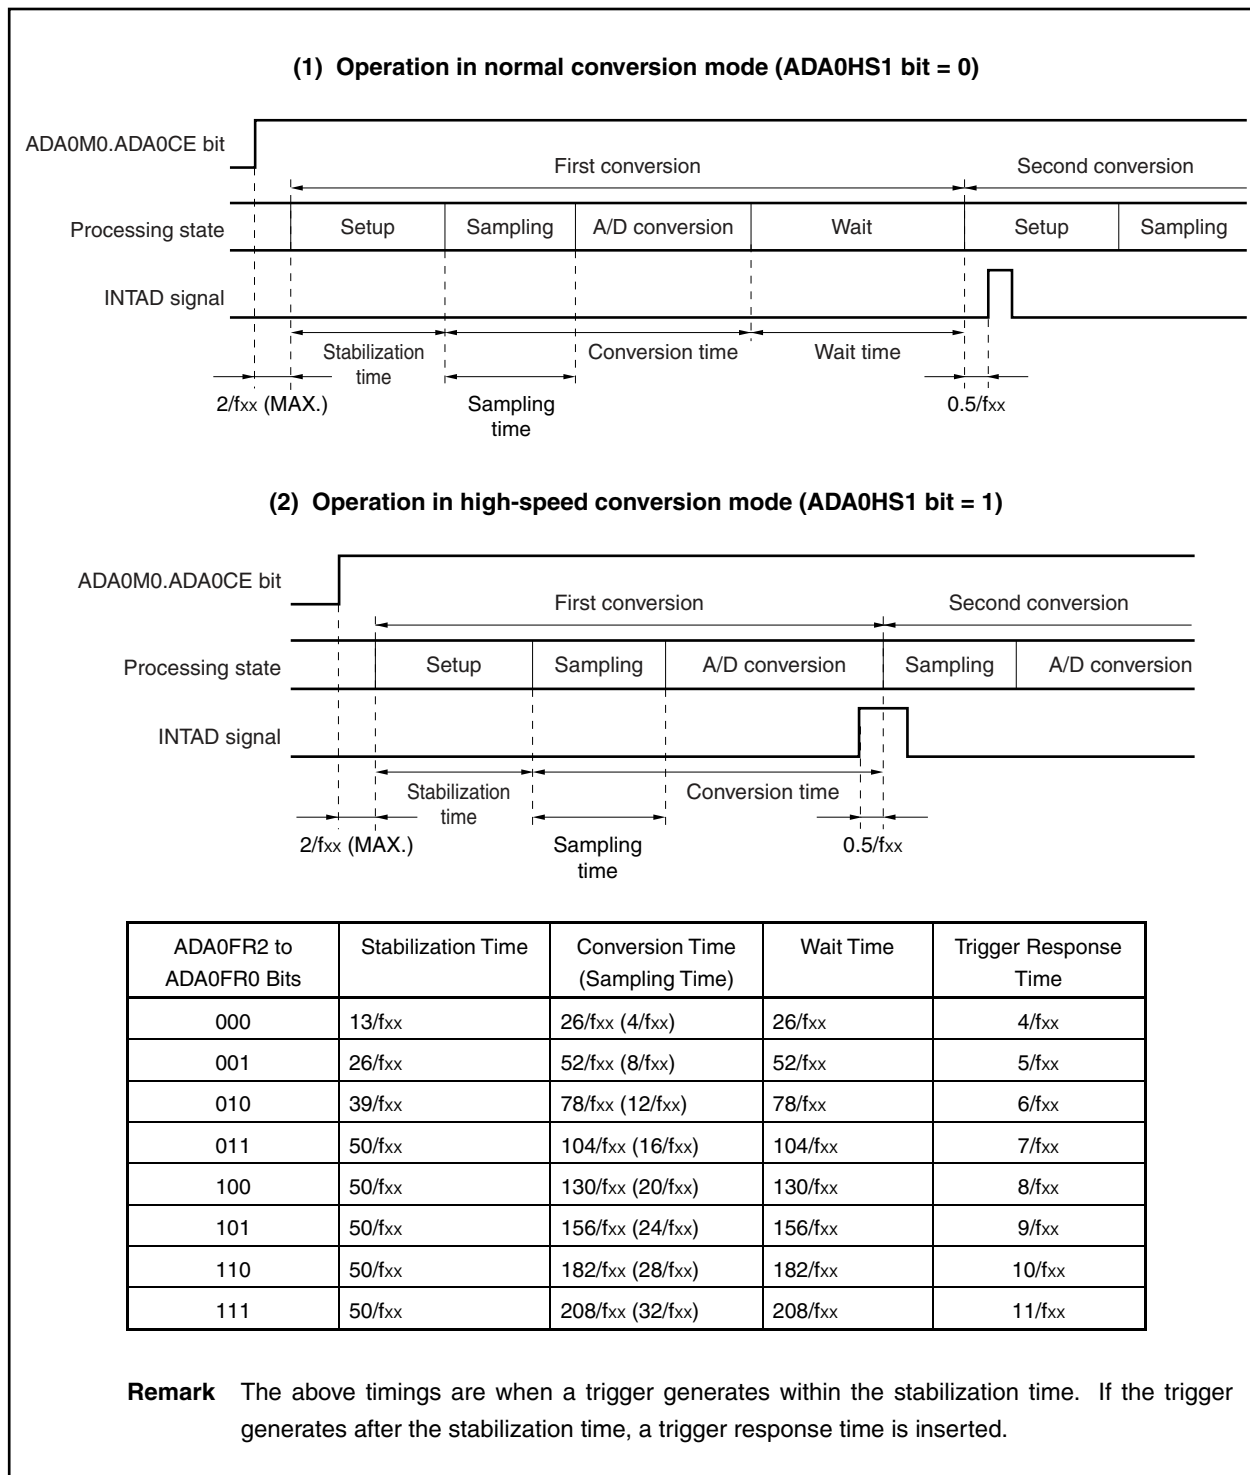 (1) Operation in normal conversion mode (ADA0HS1 bit = 0)
ADA0M0.ADA0CE bit
First conversion
Second conversion
Processing state
Setup
Sampling
A/D conversion
Wait
Setup
Sampling
INTAD signal
Stabilization
time
Conversion time
Wait time
2/fxx (MAX.)
Sampling
time
0.5/fxx
(2) Operation in high-speed conversion mode (ADA0HS1 bit = 1)
ADA0M0.ADA0CE bit
First conversion
Second conversion
Processing state
Setup
Sampling
A/D conversion
Sampling
A/D conversion
INTAD signal
Stabilization
time
Conversion time
2/fxx (MAX.)
Sampling
time
0.5/fxx
ADA0FR2 to
ADA0FR0 Bits
Stabilization Time
Conversion Time
(Sampling Time)
Wait Time
Trigger Response
Time
000 13/fxx 26/fxx (4/fxx) 26/fxx 4/fxx
001 26/fxx 52/fxx (8/fxx) 52/fxx 5/fxx
010 39/fxx 78/fxx (12/fxx) 78/fxx 6/fxx
011 50/fxx 104/fxx (16/fxx) 104/fxx 7/fxx
100 50/fxx 130/fxx (20/fxx) 130/fxx 8/fxx
101 50/fxx 156/fxx (24/fxx) 156/fxx 9/fxx
110 50/fxx 182/fxx (28/fxx) 182/fxx 10/fxx
111 50/fxx 208/fxx (32/fxx) 208/fxx 11/fxx
Remark The above timings are when a trigger generates within the stabilization time. If the trigger
generates after the stabilization time, a trigger response time is inserted.